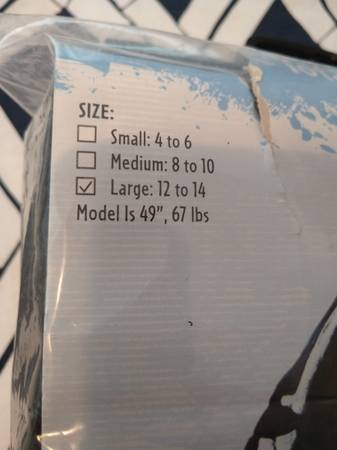 SIZE:
Small: 4 to 6
Medium: 8 to 10
Large: 12 to 14
Model Is 49", 67 lbs